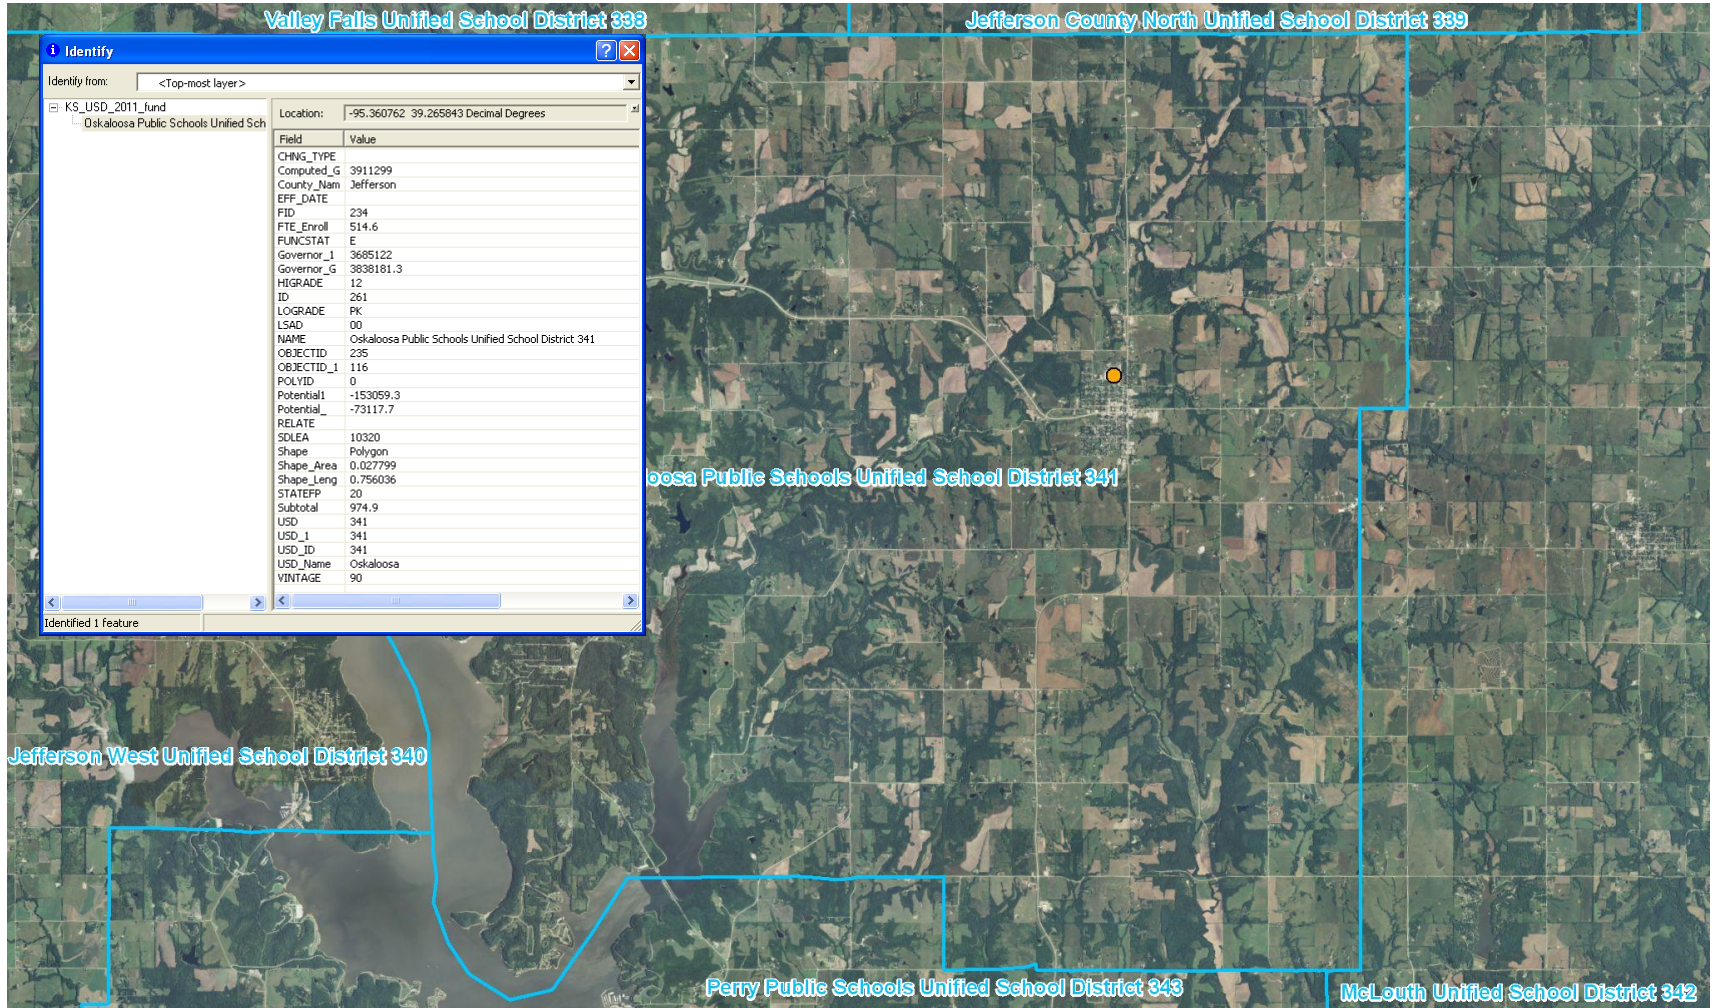 Valley Falls Unified School District 338
Jefferson County North Unified School District 339
Identify
Identify from:
<Top-most layer>
KS_USD_2011_fund
Oskaloosa Public Schools Unified Sch
Location:
-95.360762 39.265843 Decimal Degrees
Field Value
CHNG_TYPE
Computed_G 3911299
County_Nam Jefferson
EFF_DATE
FID 234
FTE_Enroll 514.6
FUNCSTAT E
Governor_1 3685122
Governor_G 3838181.3
HIGRADE 12
ID 261
LOGRADE PK
LSAD 00
NAME Oskaloosa Public Schools Unified School District 341
OBJECTID 235
OBJECTID_1 116
POLYID 0
Potential1 -153059.3
Potential_ -73117.7
RELATE
SDLEA 10320
Shape Polygon
Shape_Area 0.027799
Shape_Leng 0.756036
STATEFP 20
Subtotal 974.9
USD 341
USD_1 341
USD_ID 341
USD_Name Oskaloosa
VINTAGE 90
Identified 1 feature
loosa Public Schools Unified School District 341
Jefferson West Unified School District 340
Perry Public Schools Unified School District 343
McLouth Unified School District 342